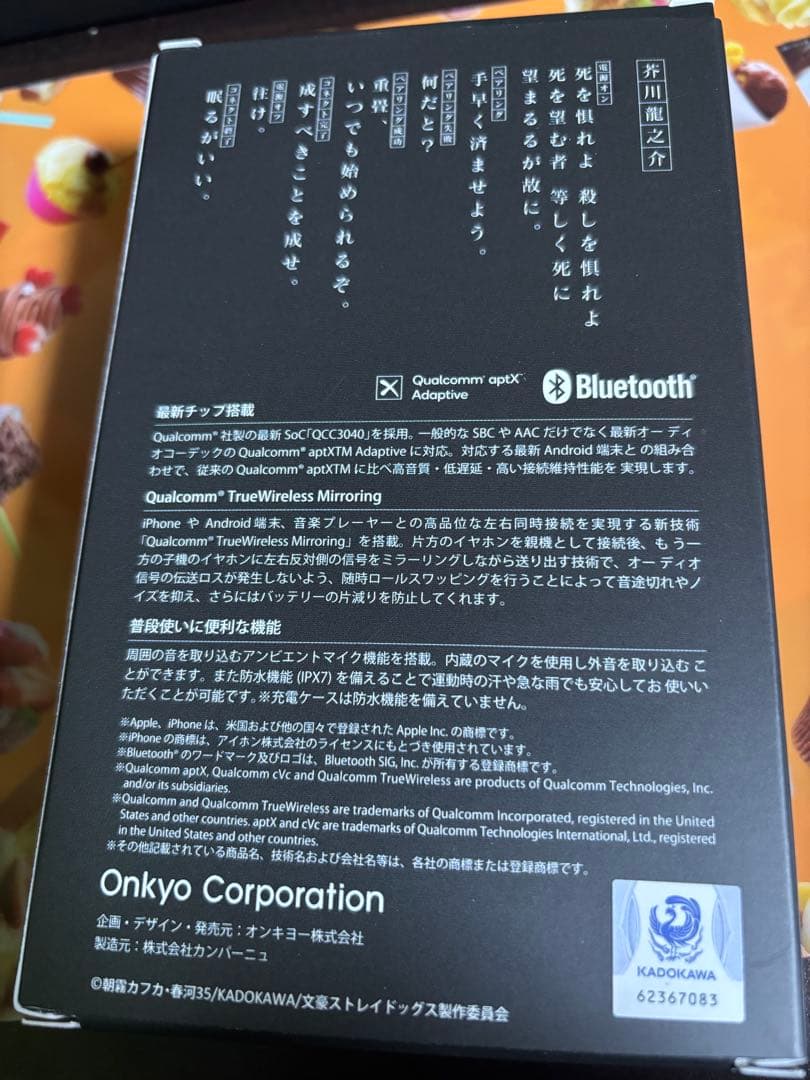 芥川龍之介
電源オン
死を惧れよ 殺しを惧れよ
死を望む者 等しく死に
望まるるが故に。
ペアリング
手早く済ませよう。
ペアリング失敗
何だと？
ペアリング成功
重畳、
いつでも始められるぞ。
コネクト完了
成すべきことを成せ。
電源オフ
往け。
コネクト終了
眠るがいい。
Qualcomm® aptX™
Adaptive
Bluetooth®
最新チップ搭載
Qualcomm® 社製の最新 SoC「QCC3040」を採用。一般的な SBC や AAC だけでなく最新オー ディ
オコーデックの Qualcomm® aptXTM Adaptive に対応。対応する最新 Android 端末と の組み合
わせで、従来の Qualcomm® aptXTM に比べ高音質・低遅延・高い接続維持性能を 実現します。
Qualcomm® TrueWireless Mirroring
iPhone や Android 端末、音楽プレーヤーとの高品位な左右同時接続を実現する新技術
「Qualcomm® TrueWireless Mirroring」を搭載。片方のイヤホンを親機として接続後、も う一
方の子機のイヤホンに左右反対側の信号をミラーリングしながら送り出す技術で、オー ディオ
信号の伝送ロスが発生しないよう、随時ロールスワッピングを行うことによって音途切れやノ
イズを抑え、さらにはバッテリーの片減りを防止してくれます。
普段使いに便利な機能
周囲の音を取り込むアンビエントマイク機能を搭載。内蔵のマイクを使用し外音を取り込む こ
とができます。また防水機能 (IPX7) を備えることで運動時の汗や急な雨でも安心してお 使いい
ただくことが可能です。※充電ケースは防水機能を備えていません。
※Apple、iPhone は、米国および他の国々で登録された Apple Inc. の商標です。
※iPhone の商標は、アイホン株式会社のライセンスにもとづき使用されています。
※Bluetooth® のワードマーク及びロゴは、Bluetooth SIG, Inc. が所有する登録商標です。
※Qualcomm aptX, Qualcomm cVc and Qualcomm TrueWireless are products of Qualcomm Technologies, Inc.
and/or its subsidiaries.
※Qualcomm and Qualcomm TrueWireless are trademarks of Qualcomm Incorporated, registered in the United
States and other countries. aptX and cVc are trademarks of Qualcomm Technologies International, Ltd., registered
in the United States and other countries.
※その他記載されている商品名、技術名および会社名等は、各社の商標または登録商標です。
Onkyo Corporation
企画・デザイン・発売元：オンキヨー株式会社
製造元：株式会社カンパーニュ
©朝霧カフカ・春河35/KADOKAWA/文豪ストレイドッグス製作委員会
KADOKAWA
62367083